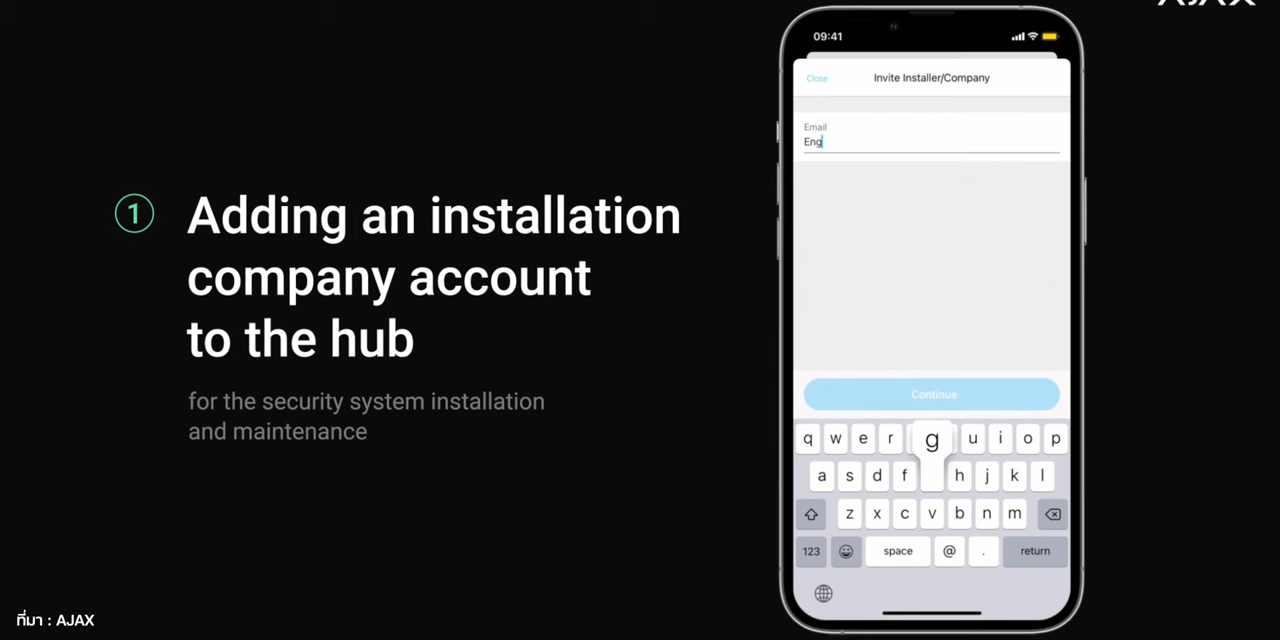 AJAX
1
Adding an installation
company account
to the hub
for the security system installation
and maintenance
09:41
Close
Invite Installer/Company
Email
Eng
Continue
q w e r g u i o p
a s d f h j k l
z x c v b n m
123 space @ . return
ที่มา : AJAX